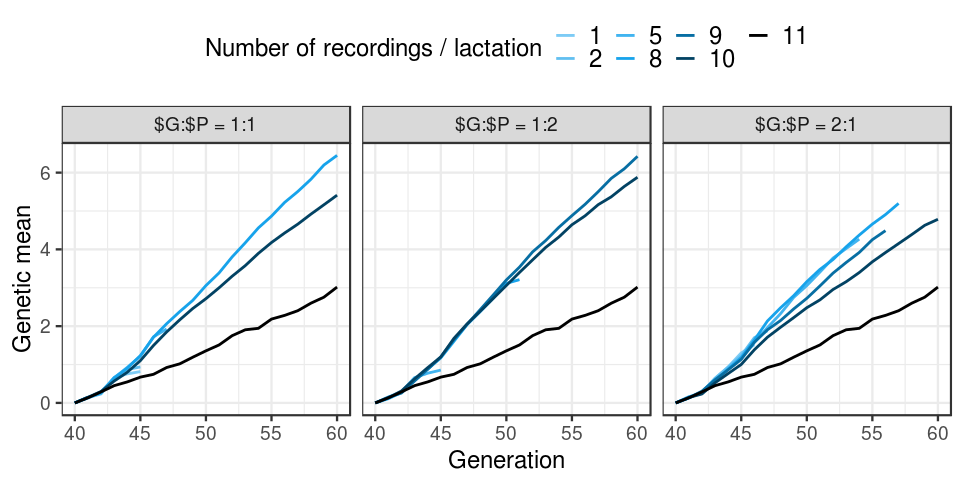 Number of recordings / lactation 1 5 9 11
2 8 10
$G:$P = 1:1 $G:$P = 1:2 $G:$P = 2:1
Genetic mean
6
4
2
0
40 45 50 55 60 40 45 50 55 60 40 45 50 55 60
Generation